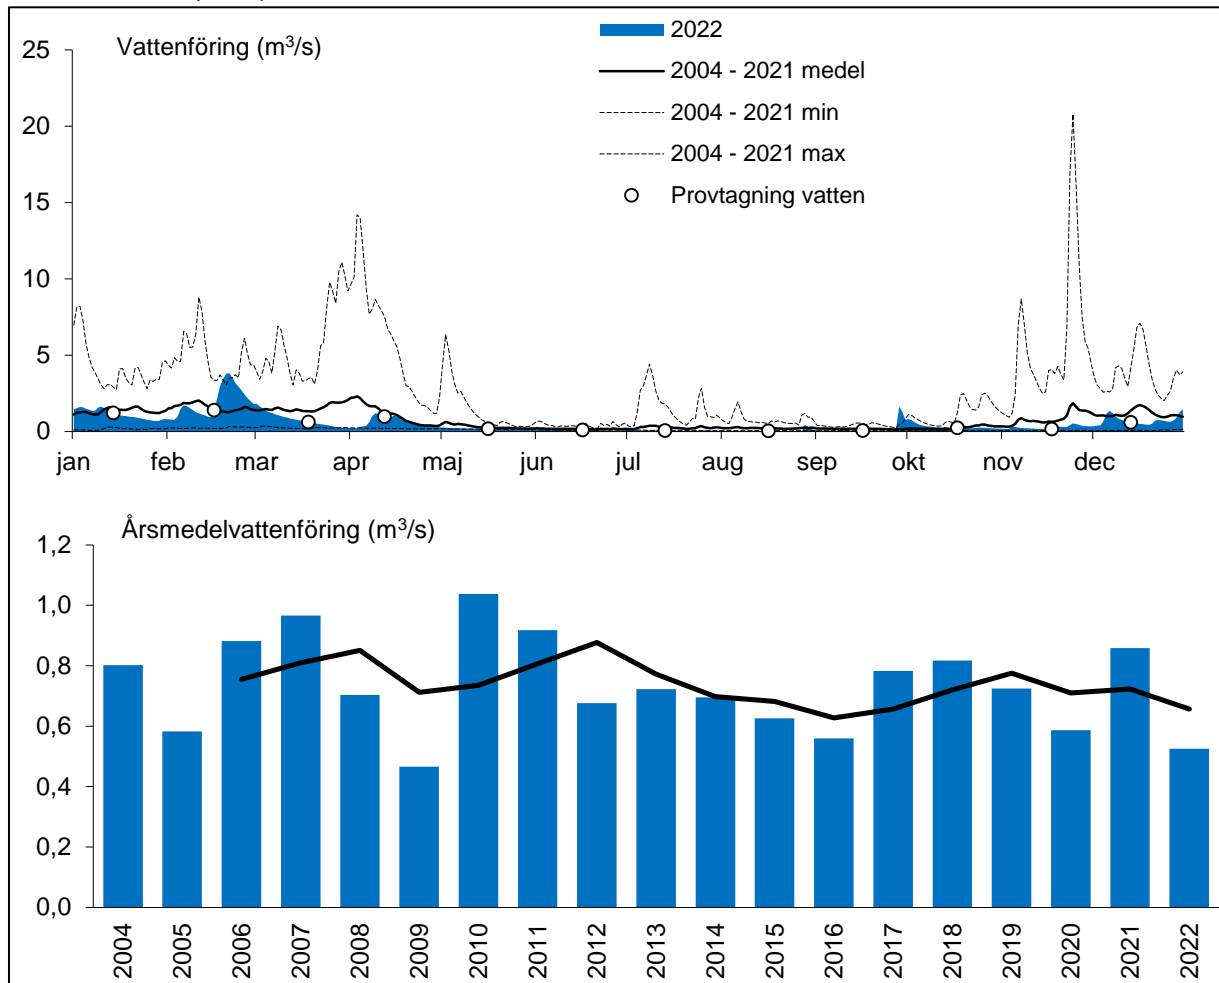 Vattenföring (m³/s)
2022
2004 - 2021 medel
2004 - 2021 min
2004 - 2021 max
Provtagning vatten
25
20
15
10
5
0
jan feb mar apr maj jun jul aug sep okt nov dec
Årsmedelvattenföring (m³/s)
1,2
1,0
0,8
0,6
0,4
0,2
0,0
2004 2005 2006 2007 2008 2009 2010 2011 2012 2013 2014 2015 2016 2017 2018 2019 2020 2021 2022